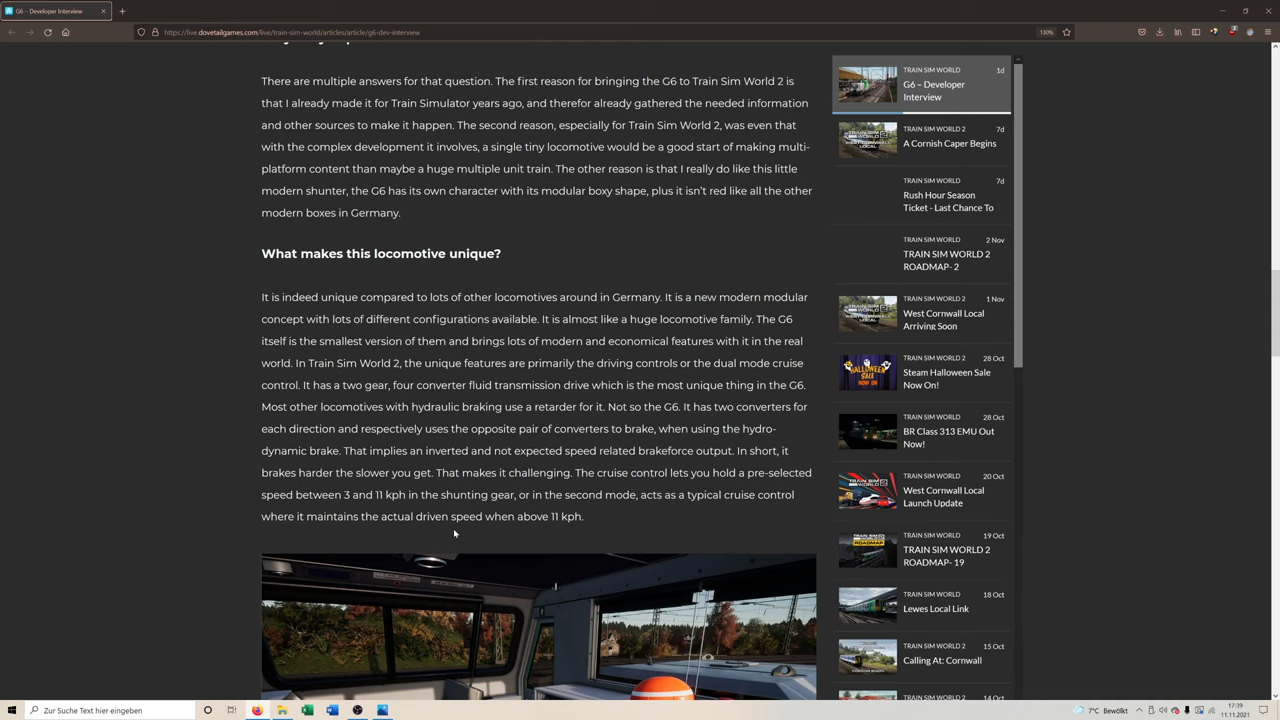 G6 – Developer Interview
https://live.dovetailgames.com/live/train-sim-world/articles/article/g6-dev-interview
130%
There are multiple answers for that question. The first reason for bringing the G6 to Train Sim World 2 is
that I already made it for Train Simulator years ago, and therefor already gathered the needed information
and other sources to make it happen. The second reason, especially for Train Sim World 2, was even that
with the complex development it involves, a single tiny locomotive would be a good start of making multi-
platform content than maybe a huge multiple unit train. The other reason is that I really do like this little
modern shunter, the G6 has its own character with its modular boxy shape, plus it isn't red like all the other
modern boxes in Germany.
What makes this locomotive unique?
It is indeed unique compared to lots of other locomotives around in Germany. It is a new modern modular
concept with lots of different configurations available. It is almost like a huge locomotive family. The G6
itself is the smallest version of them and brings lots of modern and economical features with it in the real
world. In Train Sim World 2, the unique features are primarily the driving controls or the dual mode cruise
control. It has a two gear, four converter fluid transmission drive which is the most unique thing in the G6.
Most other locomotives with hydraulic braking use a retarder for it. Not so the G6. It has two converters for
each direction and respectively uses the opposite pair of converters to brake, when using the hydro-
dynamic brake. That implies an inverted and not expected speed related brakeforce output. In short, it
brakes harder the slower you get. That makes it challenging. The cruise control lets you hold a pre-selected
speed between 3 and 11 kph in the shunting gear, or in the second mode, acts as a typical cruise control
where it maintains the actual driven speed when above 11 kph.
TRAIN SIM WORLD 1d
G6 – Developer
Interview
TRAIN SIM WORLD 2 7d
A Cornish Caper Begins
TRAIN SIM WORLD 7d
Rush Hour Season
Ticket - Last Chance To
TRAIN SIM WORLD 2 Nov
TRAIN SIM WORLD 2
ROADMAP- 2
TRAIN SIM WORLD 2 1 Nov
West Cornwall Local
Arriving Soon
TRAIN SIM WORLD 2 28 Oct
Steam Halloween Sale
Now On!
TRAIN SIM WORLD 28 Oct
BR Class 313 EMU Out
Now!
TRAIN SIM WORLD 20 Oct
West Cornwall Local
Launch Update
TRAIN SIM WORLD 19 Oct
TRAIN SIM WORLD 2
ROADMAP- 19
TRAIN SIM WORLD 18 Oct
Lewes Local Link
TRAIN SIM WORLD 2 15 Oct
Calling At: Cornwall
TRAIN SIM WORLD 2 14 Oct
Zur Suche Text hier eingeben
7°C Bewölkt
17:39
11.11.2021